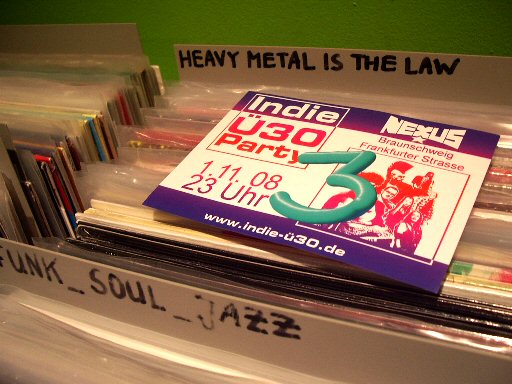 HEAVY METAL IS THE LAW
Indie
Ü30
Party
3
1.11.08
23 Uhr
NEXUS
Braunschweig
Frankfurter Strasse
www.indie-ü30.de
FUNK_SOUL_JAZZ